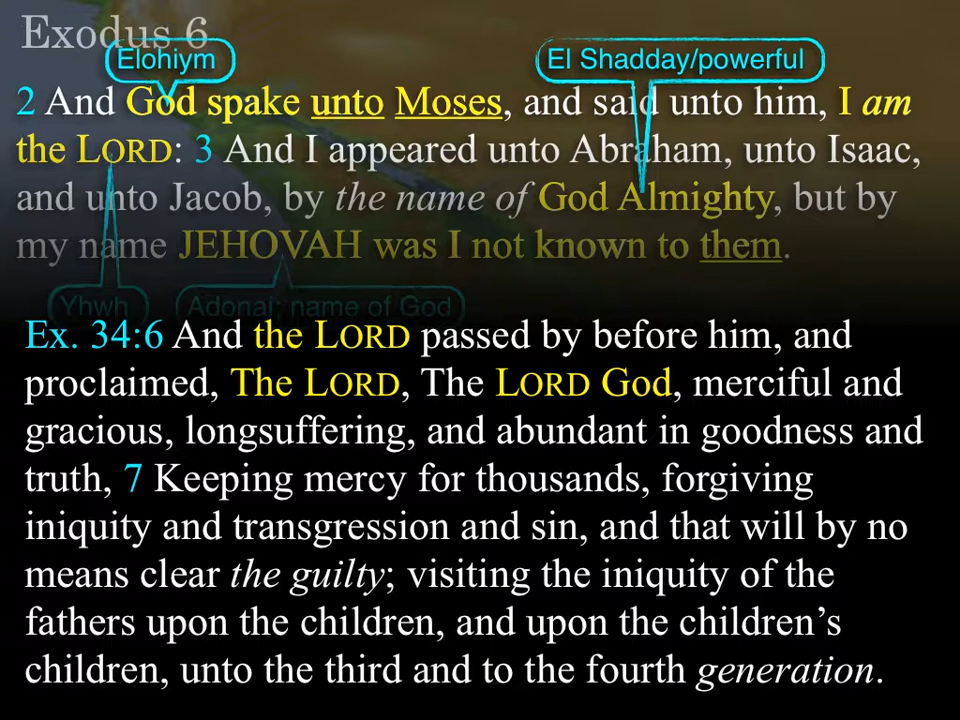 Exodus 6
Elohiym
El Shadday/powerful
2 And God spake unto Moses, and said unto him, I am
the LORD: 3 And I appeared unto Abraham, unto Isaac,
and unto Jacob, by the name of God Almighty, but by
my name JEHOVAH was I not known to them.
Yhwh
Adonai; name of God
Ex. 34:6 And the LORD passed by before him, and
proclaimed, The LORD, The LORD God, merciful and
gracious, longsuffering, and abundant in goodness and
truth, 7 Keeping mercy for thousands, forgiving
iniquity and transgression and sin, and that will by no
means clear the guilty; visiting the iniquity of the
fathers upon the children, and upon the children’s
children, unto the third and to the fourth generation.